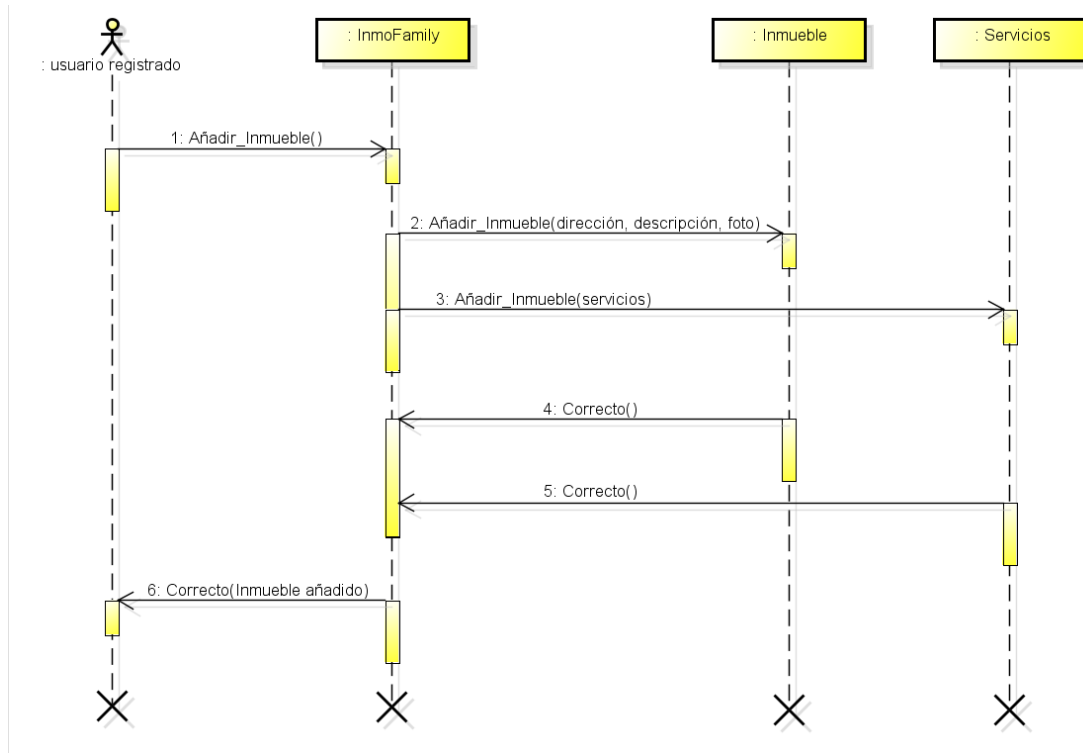 : usuario registrado
: InmoFamily
: Inmueble
: Servicios
1: Añadir_Inmueble()
2: Añadir_Inmueble(dirección, descripción, foto)
3: Añadir_Inmueble(servicios)
4: Correcto()
5: Correcto()
6: Correcto(Inmueble añadido)